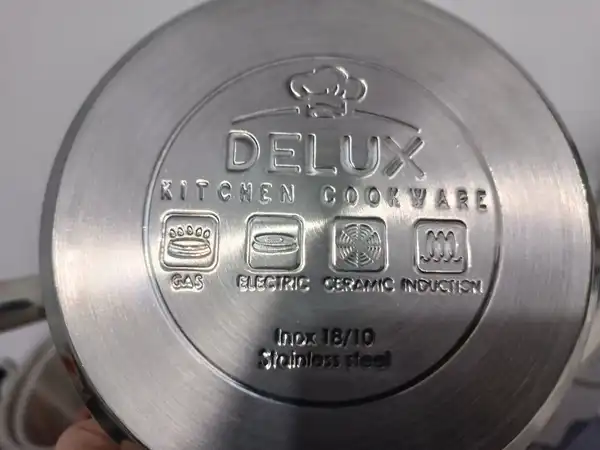 DELUX
KITCHEN COOKWARE
GAS ELECTRIC CERAMIC INDUCTION
Inox 18/10
Stainless steel